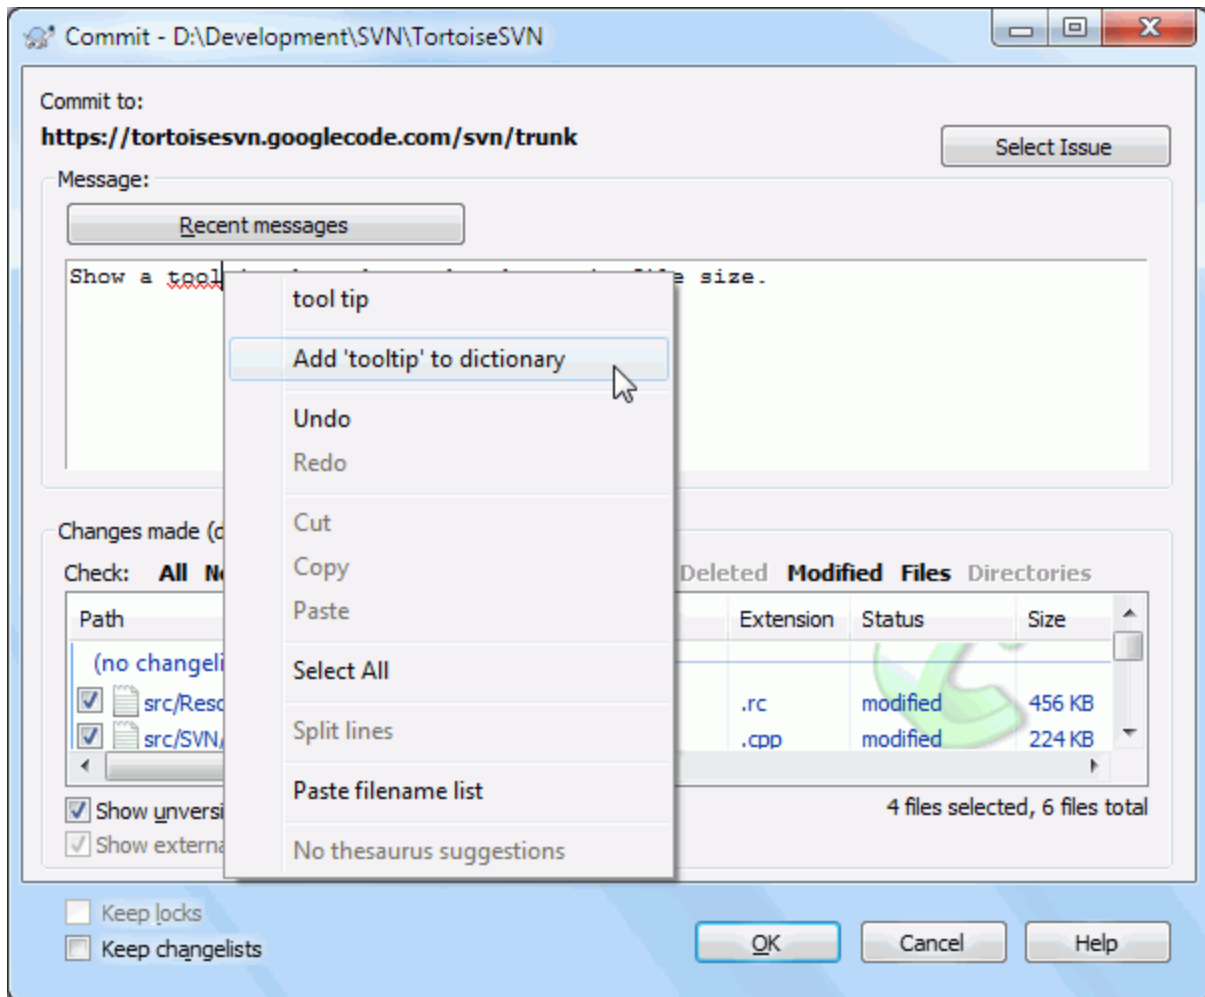 Commit - D:\Development\SVN\TortoiseSVN
Commit to:
https://tortoisesvn.googlecode.com/svn/trunk
Select Issue
Message:
Recent messages
Show a tool size.
tool tip
Add 'tooltip' to dictionary
Undo
Redo
Cut
Copy
Paste
Select All
Split lines
Paste filename list
No thesaurus suggestions
Changes made
Check: All Deleted Modified Files Directories
Path Extension Status Size
(no changeli
src/Reso .rc modified 456 KB
src/SVN/ .cpp modified 224 KB
Show unversi
4 files selected, 6 files total
Show externa
Keep locks
Keep changelists
OK Cancel Help